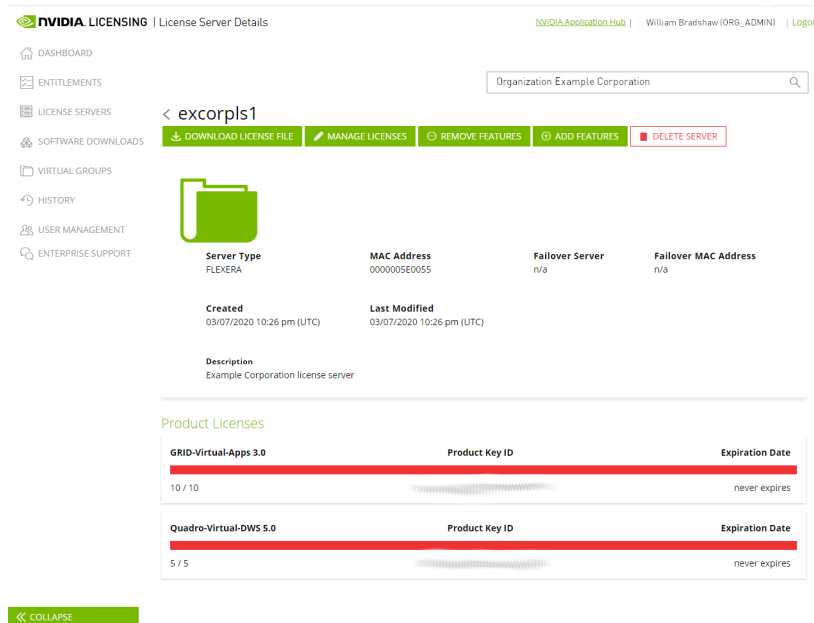 NVIDIA. LICENSING | License Server Details
NVIDIA Application Hub | William Bradshaw (ORG_ADMIN) | Logou
DASHBOARD
ENTITLEMENTS
LICENSE SERVERS
SOFTWARE DOWNLOADS
VIRTUAL GROUPS
HISTORY
USER MANAGEMENT
ENTERPRISE SUPPORT
Organization Example Corporation
< excorpls1
DOWNLOAD LICENSE FILE MANAGE LICENSES REMOVE FEATURES ADD FEATURES DELETE SERVER
Server Type MAC Address Failover Server Failover MAC Address
FLEXERA 0000005E0055 n/a n/a
Created Last Modified
03/07/2020 10:26 pm (UTC) 03/07/2020 10:26 pm (UTC)
Description
Example Corporation license server
Product Licenses
GRID-Virtual-Apps 3.0 Product Key ID Expiration Date
10 / 10 never expires
Quadro-Virtual-DWS 5.0 Product Key ID Expiration Date
5 / 5 never expires
COLLAPSE